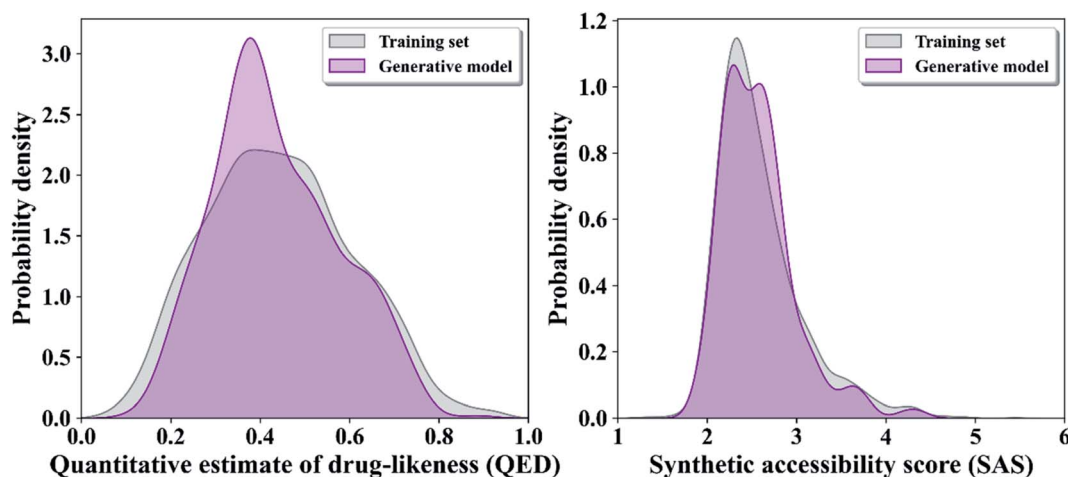 Training set
Generative model
Probability density
3.0
2.5
2.0
1.5
1.0
0.5
0.0
0.0 0.2 0.4 0.6 0.8 1.0
Quantitative estimate of drug-likeness (QED)
Training set
Generative model
Probability density
1.2
1.0
0.8
0.6
0.4
0.2
0.0
1 2 3 4 5 6
Synthetic accessibility score (SAS)